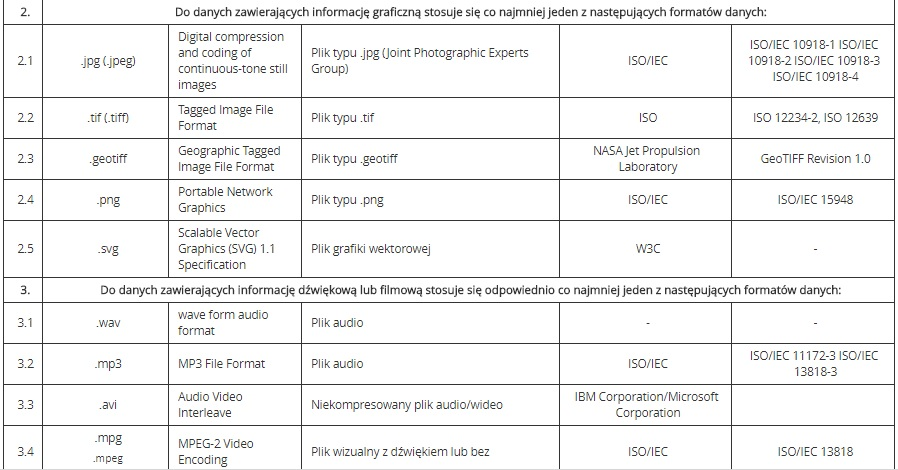 2. Do danych zawierających informację graficzną stosuje się co najmniej jeden z następujących formatów danych:
2.1 .jpg (.jpeg) Digital compression and coding of continuous-tone still images Plik typu .jpg (Joint Photographic Experts Group) ISO/IEC ISO/IEC 10918-1 ISO/IEC 10918-2 ISO/IEC 10918-3 ISO/IEC 10918-4
2.2 .tif (.tiff) Tagged Image File Format Plik typu .tif ISO ISO 12234-2, ISO 12639
2.3 .geotiff Geographic Tagged Image File Format Plik typu .geotiff NASA Jet Propulsion Laboratory GeoTIFF Revision 1.0
2.4 .png Portable Network Graphics Plik typu .png ISO/IEC ISO/IEC 15948
2.5 .svg Scalable Vector Graphics (SVG) 1.1 Specification Plik grafiki wektorowej W3C -
3. Do danych zawierających informację dźwiękową lub filmową stosuje się odpowiednio co najmniej jeden z następujących formatów danych:
3.1 .wav wave form audio format Plik audio - -
3.2 .mp3 MP3 File Format Plik audio ISO/IEC ISO/IEC 11172-3 ISO/IEC 13818-3
3.3 .avi Audio Video Interleave Niekompresowany plik audio/wideo IBM Corporation/Microsoft Corporation
3.4 .mpg .mpeg MPEG-2 Video Encoding Plik wizualny z dźwiękiem lub bez ISO/IEC ISO/IEC 13818